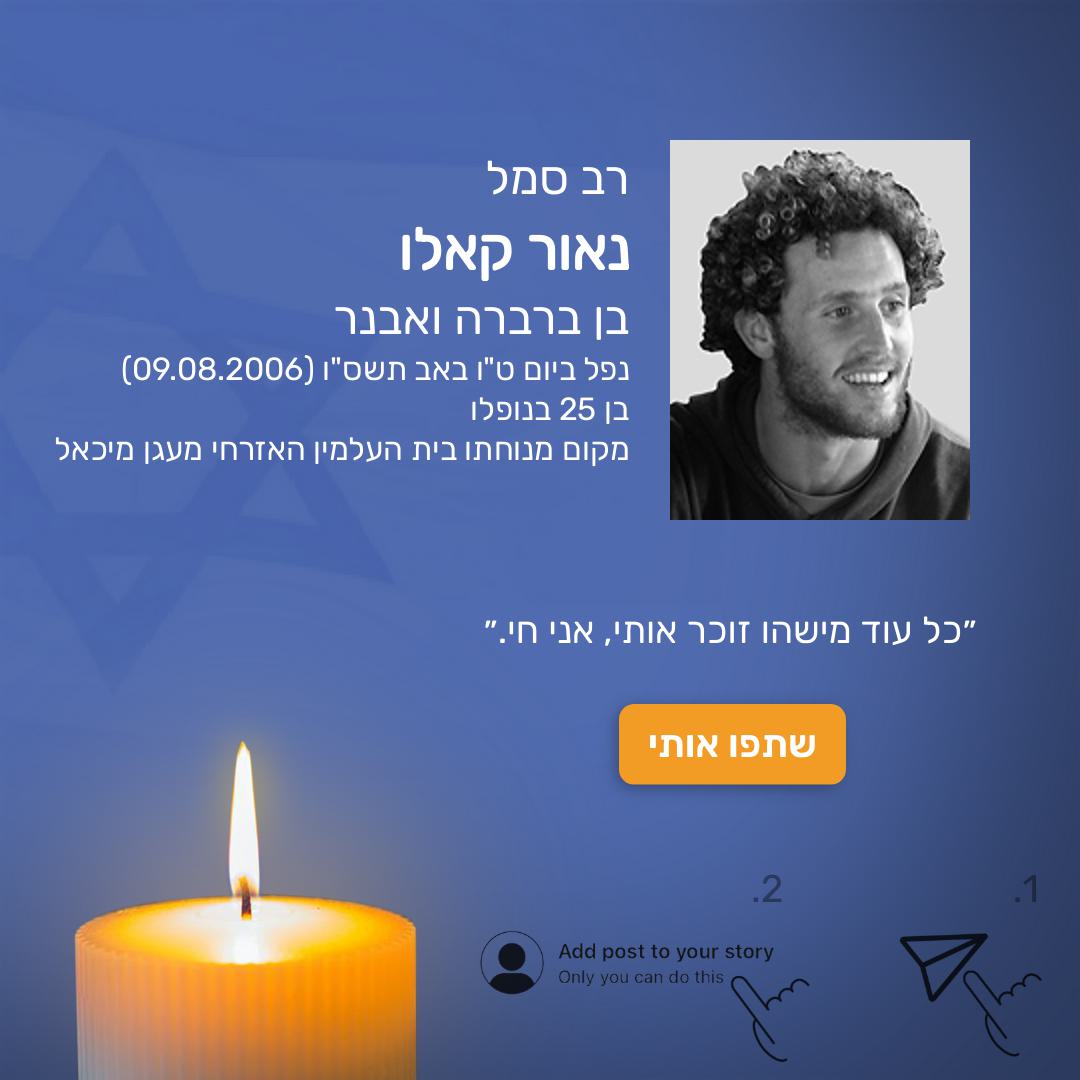 רב סמל
נאור קאלו
בן ברברה ואבנר
נפל ביום ט"ו באב תשס"ו (09.08.2006)
בן 25 בנופלו
מקום מנוחתו בית העלמין האזרחי מעגן מיכאל
״כל עוד מישהו זוכר אותי, אני חי.״
שתפו אותי
1.
2.
Add post to your story
Only you can do this